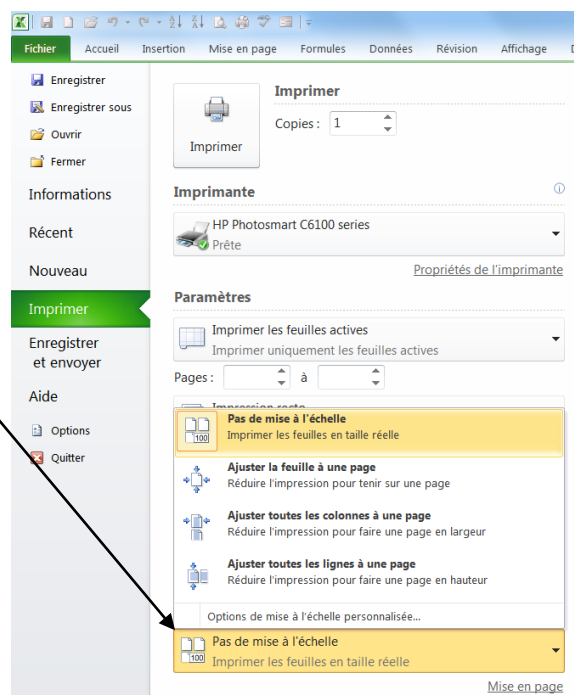 Fichier Accueil Insertion Mise en page Formules Données Révision Affichage
Enregistrer
Enregistrer sous
Ouvrir
Fermer
Informations
Récent
Nouveau
Imprimer
Enregistrer
et envoyer
Aide
Options
Quitter
Imprimer
Imprimer
Copies : 1
Imprimante
HP Photosmart C6100 series
Prête
Propriétés de l'imprimante
Paramètres
Imprimer les feuilles actives
Imprimer uniquement les feuilles actives
Pages : à
Impression recto
Pas de mise à l'échelle
Imprimer les feuilles en taille réelle
100
Ajuster la feuille à une page
Réduire l'impression pour tenir sur une page
Ajuster toutes les colonnes à une page
Réduire l'impression pour faire une page en largeur
Ajuster toutes les lignes à une page
Réduire l'impression pour faire une page en hauteur
Options de mise à l'échelle personnalisée...
Pas de mise à l'échelle
Imprimer les feuilles en taille réelle
100
Mise en page